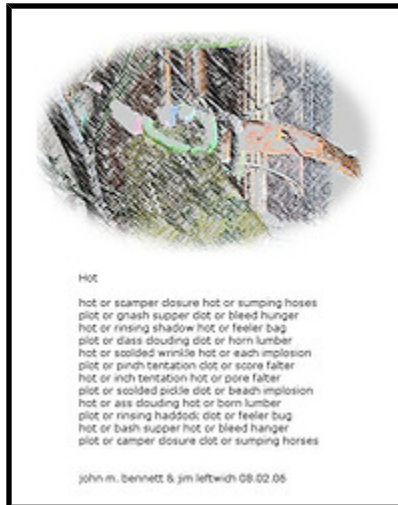 Hot
hot or scamper closure hot or sumping hoses
plot or gnash supper dot or bleed hunger
hot or rinsing shadow hot or feeler bag
plot or class clouding dot or horn lumber
hot or scolded wrinkle hot or each implosion
plot or pinch tentation clot or score falter
hot or inch tentation hot or pore falter
plot or scolded pickle dot or beach implosion
hot or ass clouding hot or born lumber
plot or rinsing haddock dot or feeler bug
hot or bash supper hot or bleed hanger
plot or camper closure clot or sumping horses
john m. bennett & jim leftwich 08.02.06